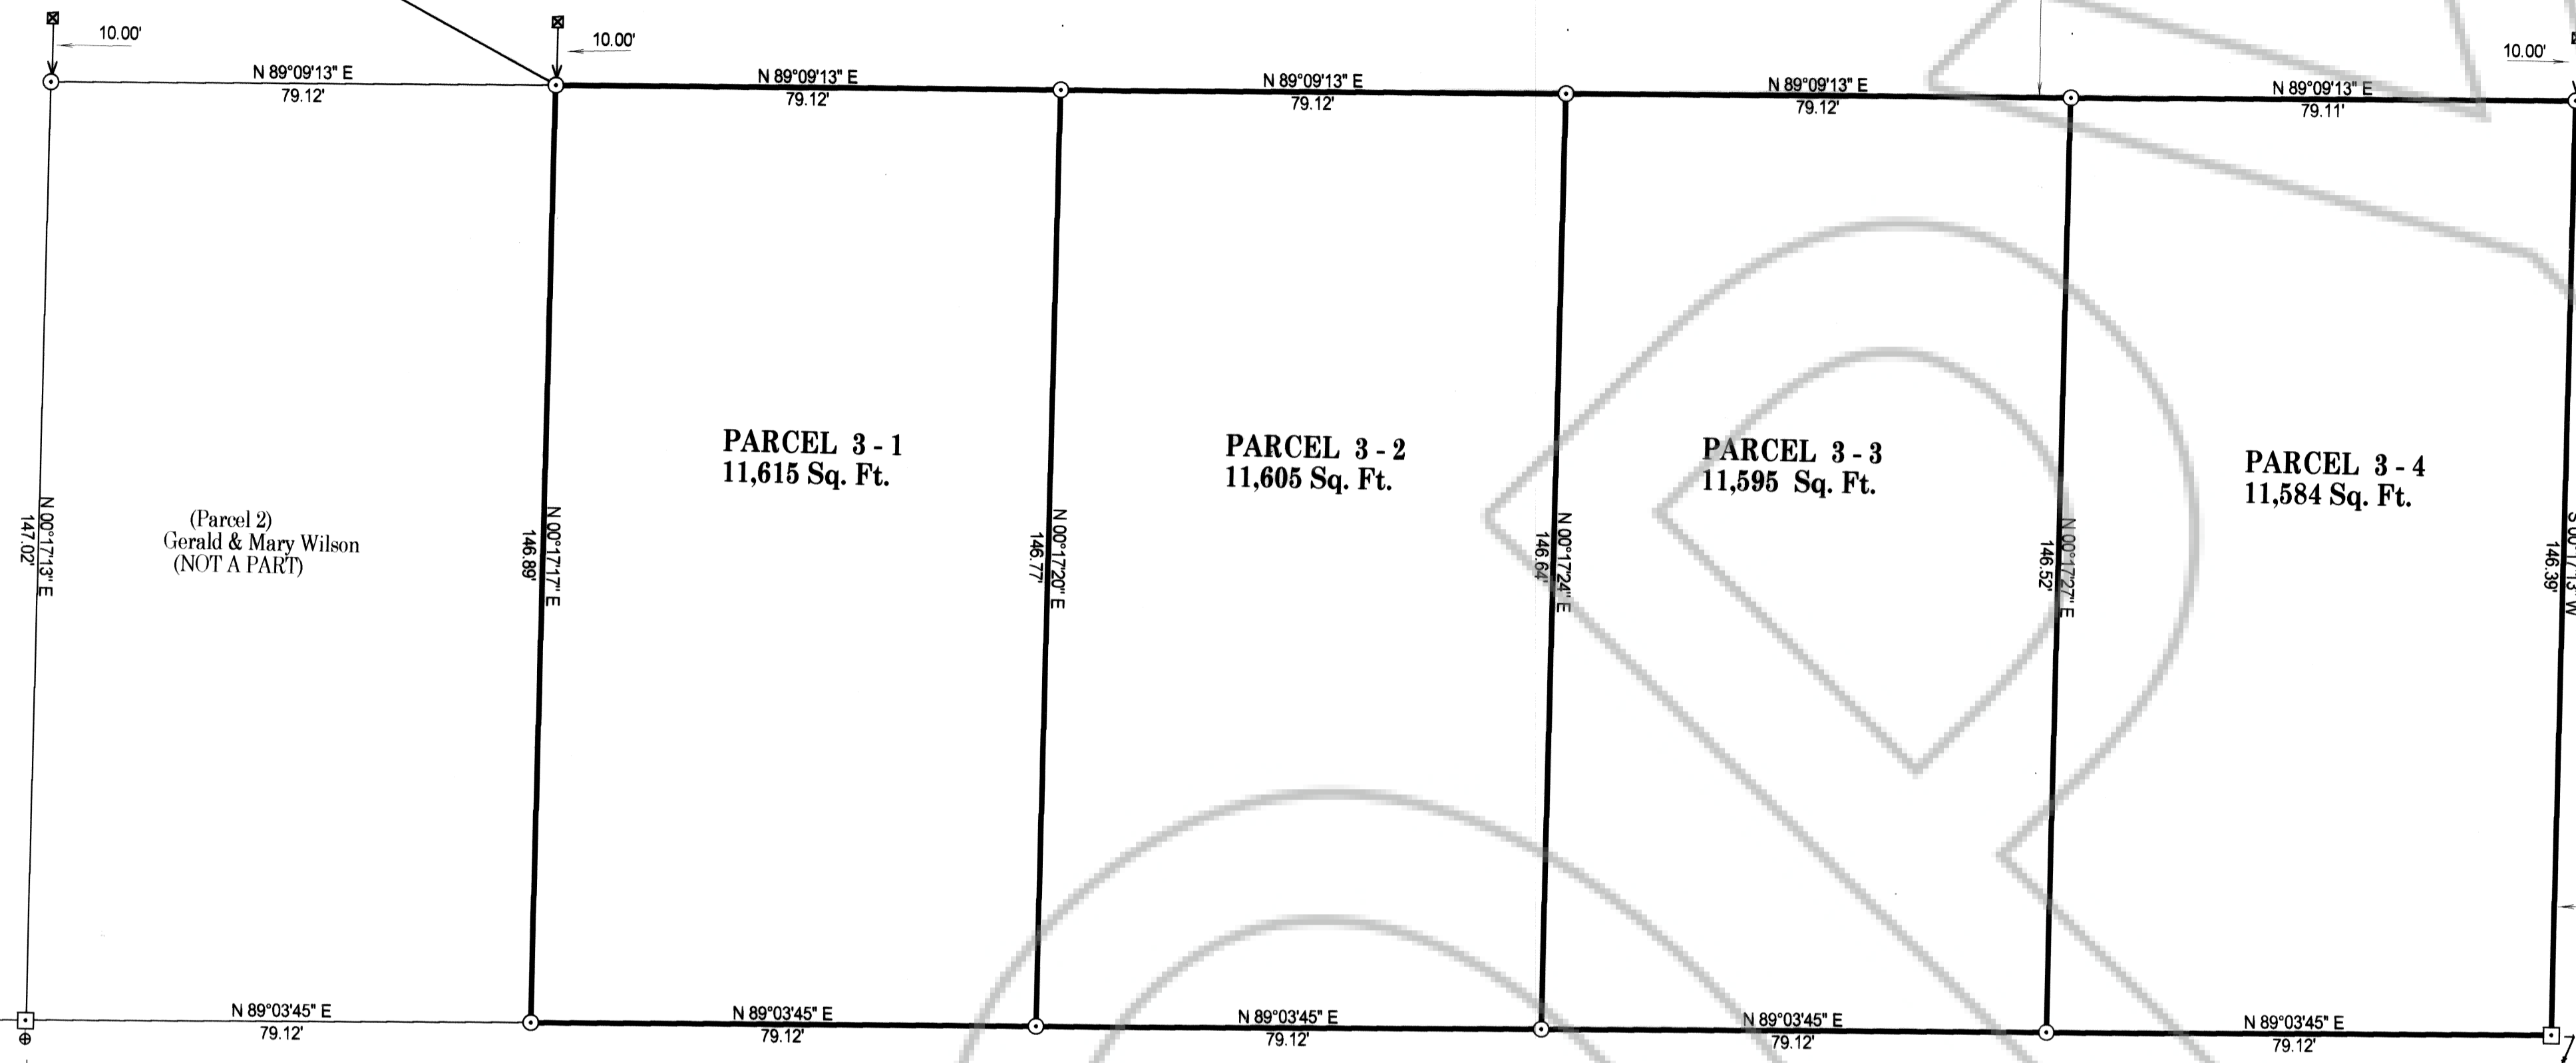 10.00'
10.00'
10.00'
N 89°09'13" E
79.12'
N 89°09'13" E
79.12'
N 89°09'13" E
79.12'
N 89°09'13" E
79.12'
N 89°09'13" E
79.11'
N 00°17'13" E
147.02'
(Parcel 2)
Gerald & Mary Wilson
(NOT A PART)
N 00°17'17" E
146.89'
PARCEL 3 - 1
11,615 Sq. Ft.
N 00°17'20" E
146.77'
PARCEL 3 - 2
11,605 Sq. Ft.
N 00°17'24" E
146.64'
PARCEL 3 - 3
11,595 Sq. Ft.
N 00°17'27" E
146.52'
PARCEL 3 - 4
11,584 Sq. Ft.
S 00°17'13" W
146.39'
N 89°03'45" E
79.12'
N 89°03'45" E
79.12'
N 89°03'45" E
79.12'
N 89°03'45" E
79.12'
N 89°03'45" E
79.12'